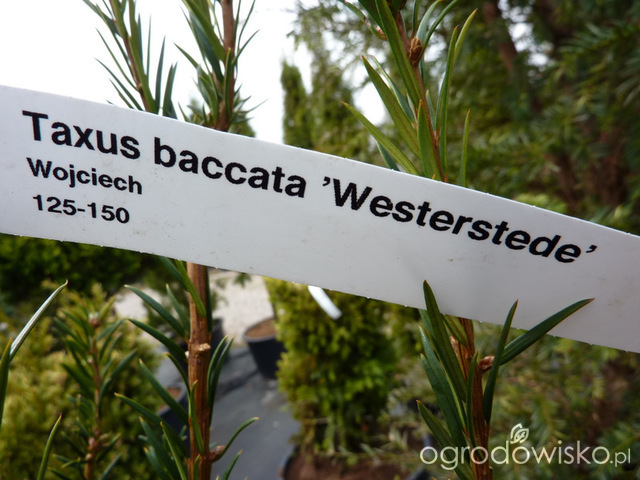 Taxus baccata 'Westerstede'
Wojciech
125-150
ogrodowisko.pl